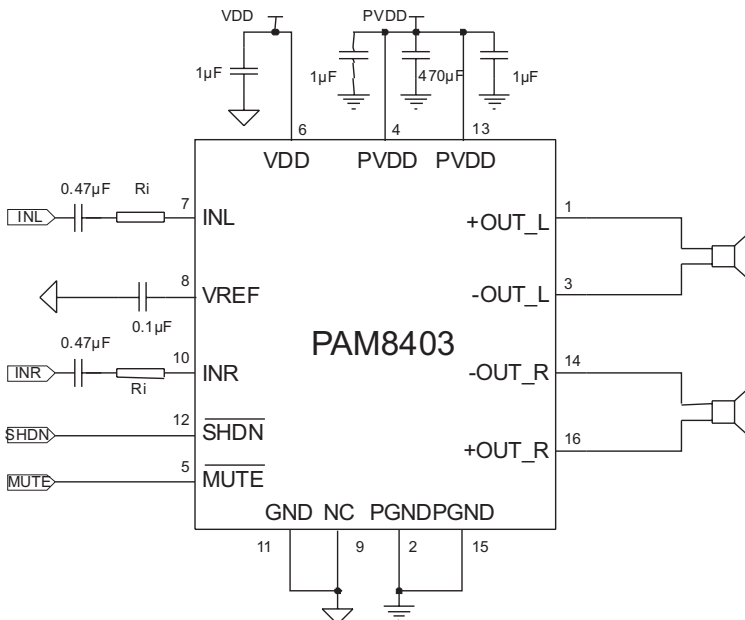 VDD PVDD
1µF 1µF 470µF 1µF
6 4 13
VDD PVDD PVDD
0.47µF Ri
INL 7 INL
+OUT_L 1
8 VREF
-OUT_L 3
0.1µF
PAM8403
0.47µF
INR 10 INR
Ri
-OUT_R 14
SHDN 12 SHDN
+OUT_R 16
MUTE 5 MUTE
GND NC PGND PGND
11 9 2 15